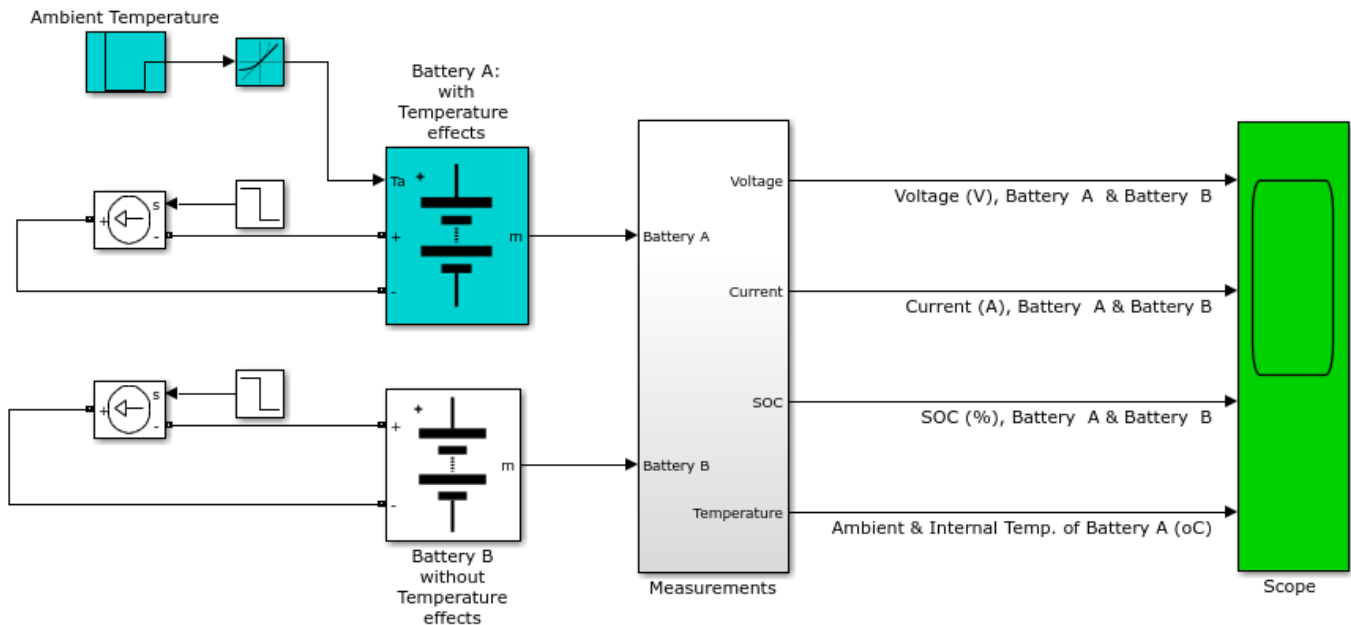 Ambient Temperature
Battery A:
with
Temperature
effects
Ta
+
+
-
m
s
+
-
Battery A
Battery B
Voltage
Current
SOC
Temperature
Measurements
Voltage (V), Battery  A  & Battery  B
Current (A), Battery  A & Battery B
SOC (%), Battery  A & Battery  B
Ambient & Internal Temp. of Battery A (oC)
Scope
s
+
-
+
+
-
m
Battery B
without
Temperature
effects